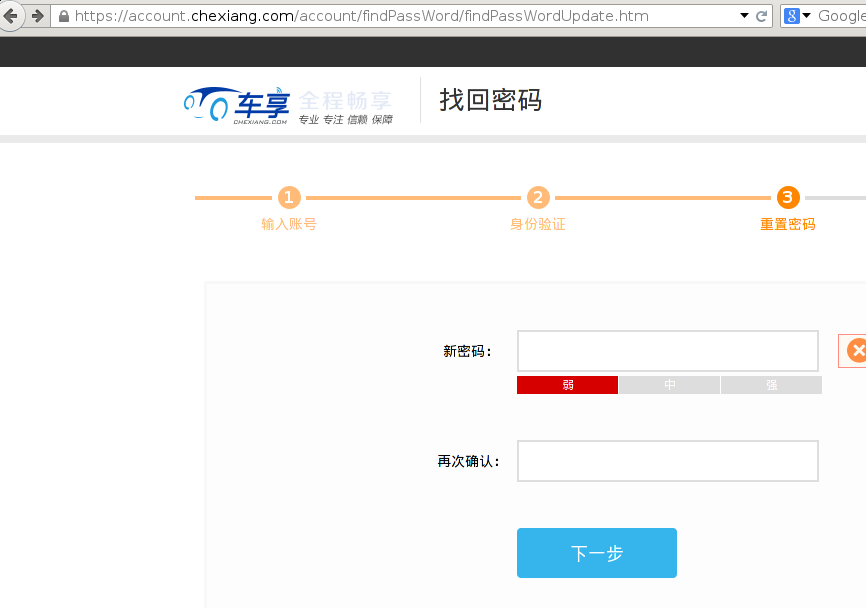 https://account.chexiang.com/account/findPassWord/findPassWordUpdate.htm
8 Google
车享 全程畅享
CHEXIANG.COM 专业 专注 信赖 保障
找回密码
1 2 3
输入账号 身份验证 重置密码
新密码：
弱 中 强
再次确认：
下一步